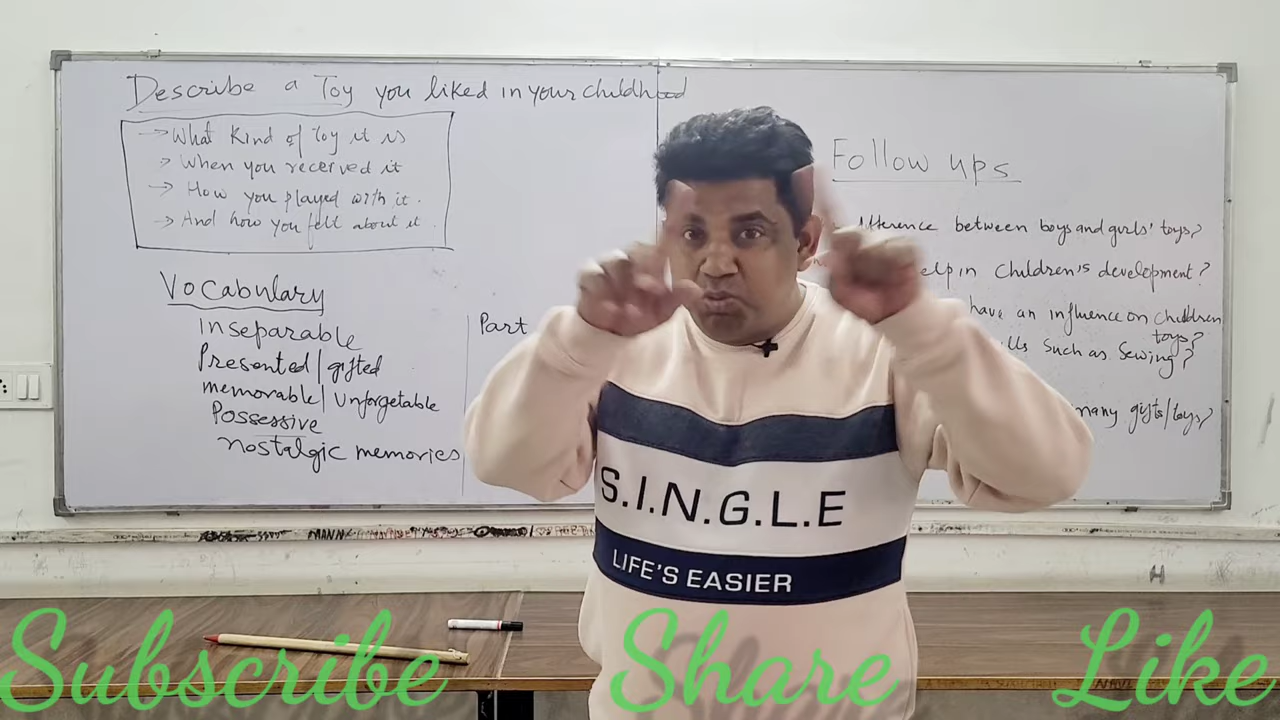 Describe a Toy you liked in your childhood
→ What kind of toy it is
→ When you received it
→ How you played with it.
→ And how you felt about it.
Vocabulary
inseparable
Presented/gifted
memorable/unforgetable
Possessive
nostalgic memories
Part
Follow ups
between boys and girls' toys?
in children's development?
have an influence on children
toys?
such as sewing?
many gifts/toys?
S.I.N.G.L.E
LIFE'S EASIER
Subscribe Share Like